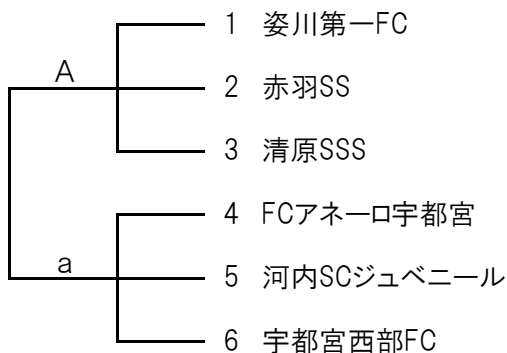 1 姿川第一FC
A
2 赤羽SS
3 清原SSS
4 FCアネーロ宇都宮
a
5 河内SCジュベニール
6 宇都宮西部FC